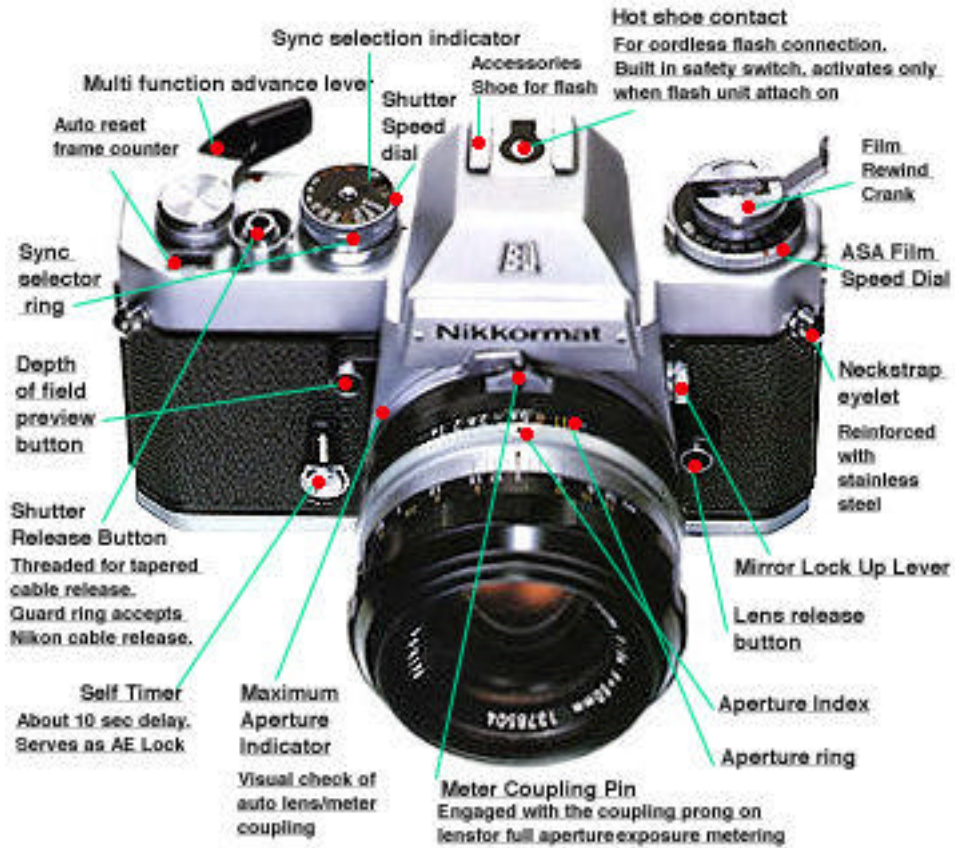 Hot shoe contact
For cordless flash connection.
Built in safety switch, activates only
when flash unit attach on
Sync selection indicator
Accessories
Shoe for flash
Multi function advance lever
Shutter
Speed
dial
Auto reset
frame counter
Film
Rewind
Crank
Sync
selector
ring
ASA Film
Speed Dial
EL
Nikkormat
Depth
of field
preview
button
Neckstrap
eyelet
Reinforced
with
stainless
steel
Shutter
Release Button
Threaded for tapered
cable release.
Guard ring accepts
Nikon cable release.
Mirror Lock Up Lever
Lens release
button
Self Timer
About 10 sec delay.
Serves as AE Lock
Maximum
Aperture
Indicator
Visual check of
auto lens/meter
coupling
Aperture Index
Aperture ring
Meter Coupling Pin
Engaged with the coupling prong on
lensfor full aperture exposure metering